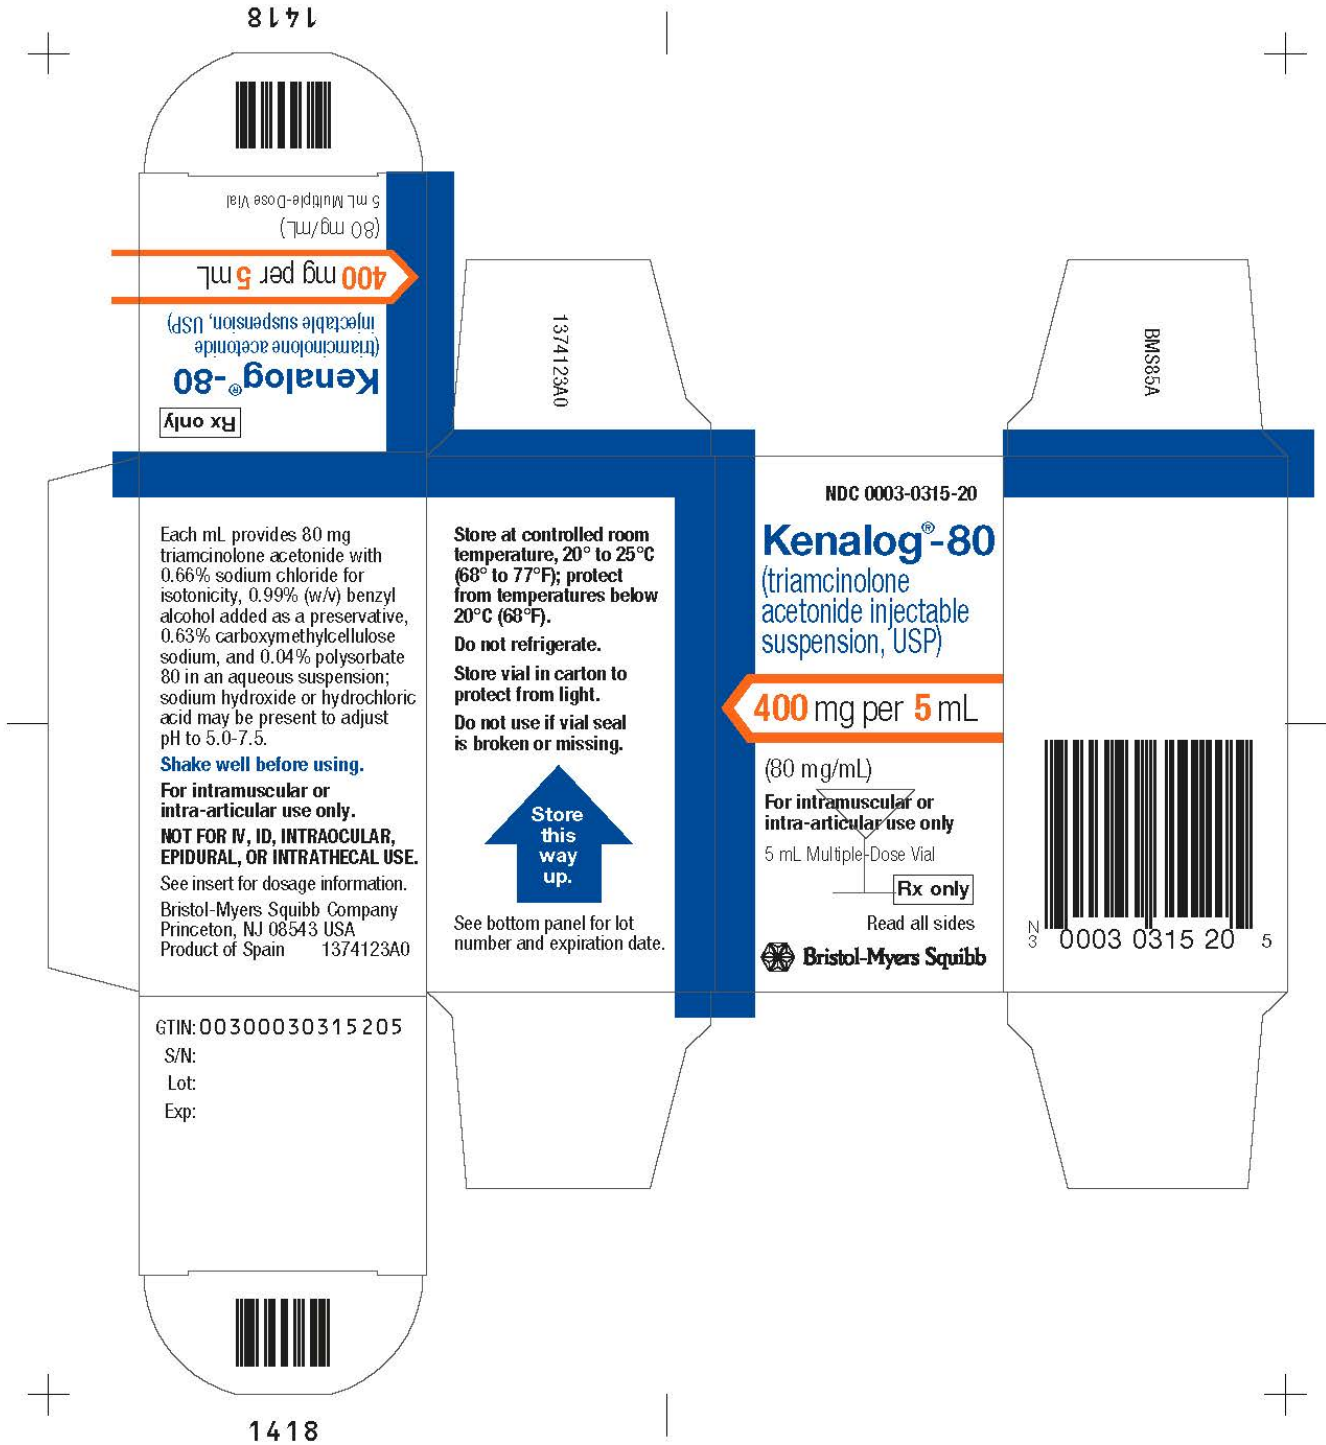 1418
5 mL Multiple-Dose Vial
(80 mg/mL)
400 mg per 5 mL
injectable suspension, USP)
(triamcinolone acetonide
Kenalog®-80
Rx only
Each mL provides 80 mg
triamcinolone acetonide with
0.66% sodium chloride for
isotonicity, 0.99% (w/v) benzyl
alcohol added as a preservative,
0.63% carboxymethylcellulose
sodium, and 0.04% polysorbate
80 in an aqueous suspension;
sodium hydroxide or hydrochloric
acid may be present to adjust
pH to 5.0-7.5.
Shake well before using.
For intramuscular or
intra-articular use only.
NOT FOR IV, ID, INTRAOCULAR,
EPIDURAL, OR INTRATHECAL USE.
See insert for dosage information.
Bristol-Myers Squibb Company
Princeton, NJ 08543 USA
Product of Spain 1374123A0
GTIN: 00300030315205
S/N:
Lot:
Exp:
1418
1374123A0
Store at controlled room
temperature, 20° to 25°C
(68° to 77°F); protect
from temperatures below
20°C (68°F).
Do not refrigerate.
Store vial in carton to
protect from light.
Do not use if vial seal
is broken or missing.
Store
this
way
up.
See bottom panel for lot
number and expiration date.
NDC 0003-0315-20
Kenalog®-80
(triamcinolone
acetonide injectable
suspension, USP)
400 mg per 5 mL
(80 mg/mL)
For intramuscular or
intra-articular use only
5 mL Multiple-Dose Vial
Rx only
Read all sides
Bristol-Myers Squibb
BMS85A
N3 0003 0315 20 5